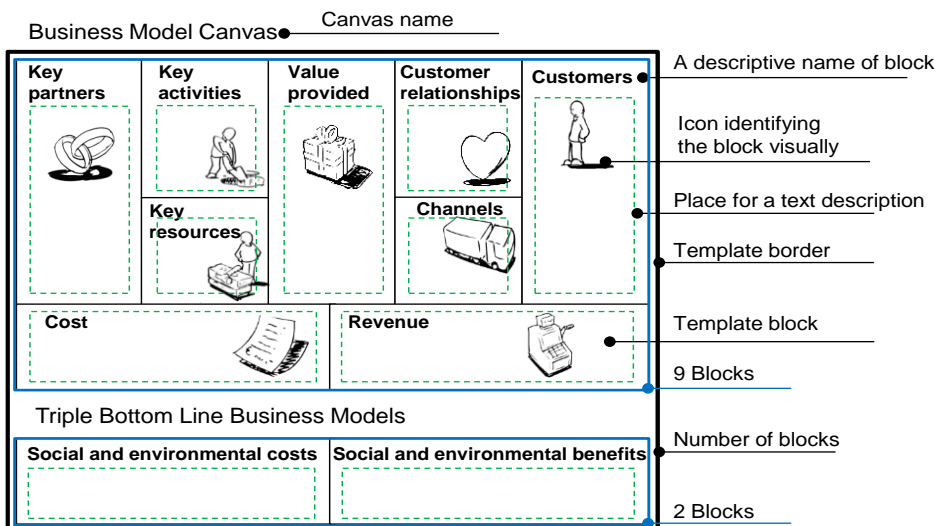 Business Model Canvas
Canvas name
Key
partners
Key
activities
Value
provided
Customer
relationships
Customers
A descriptive name of block
Icon identifying
the block visually
Key
resources
Channels
Place for a text description
Template border
Cost
Revenue
Template block
9 Blocks
Triple Bottom Line Business Models
Social and environmental costs
Social and environmental benefits
Number of blocks
2 Blocks